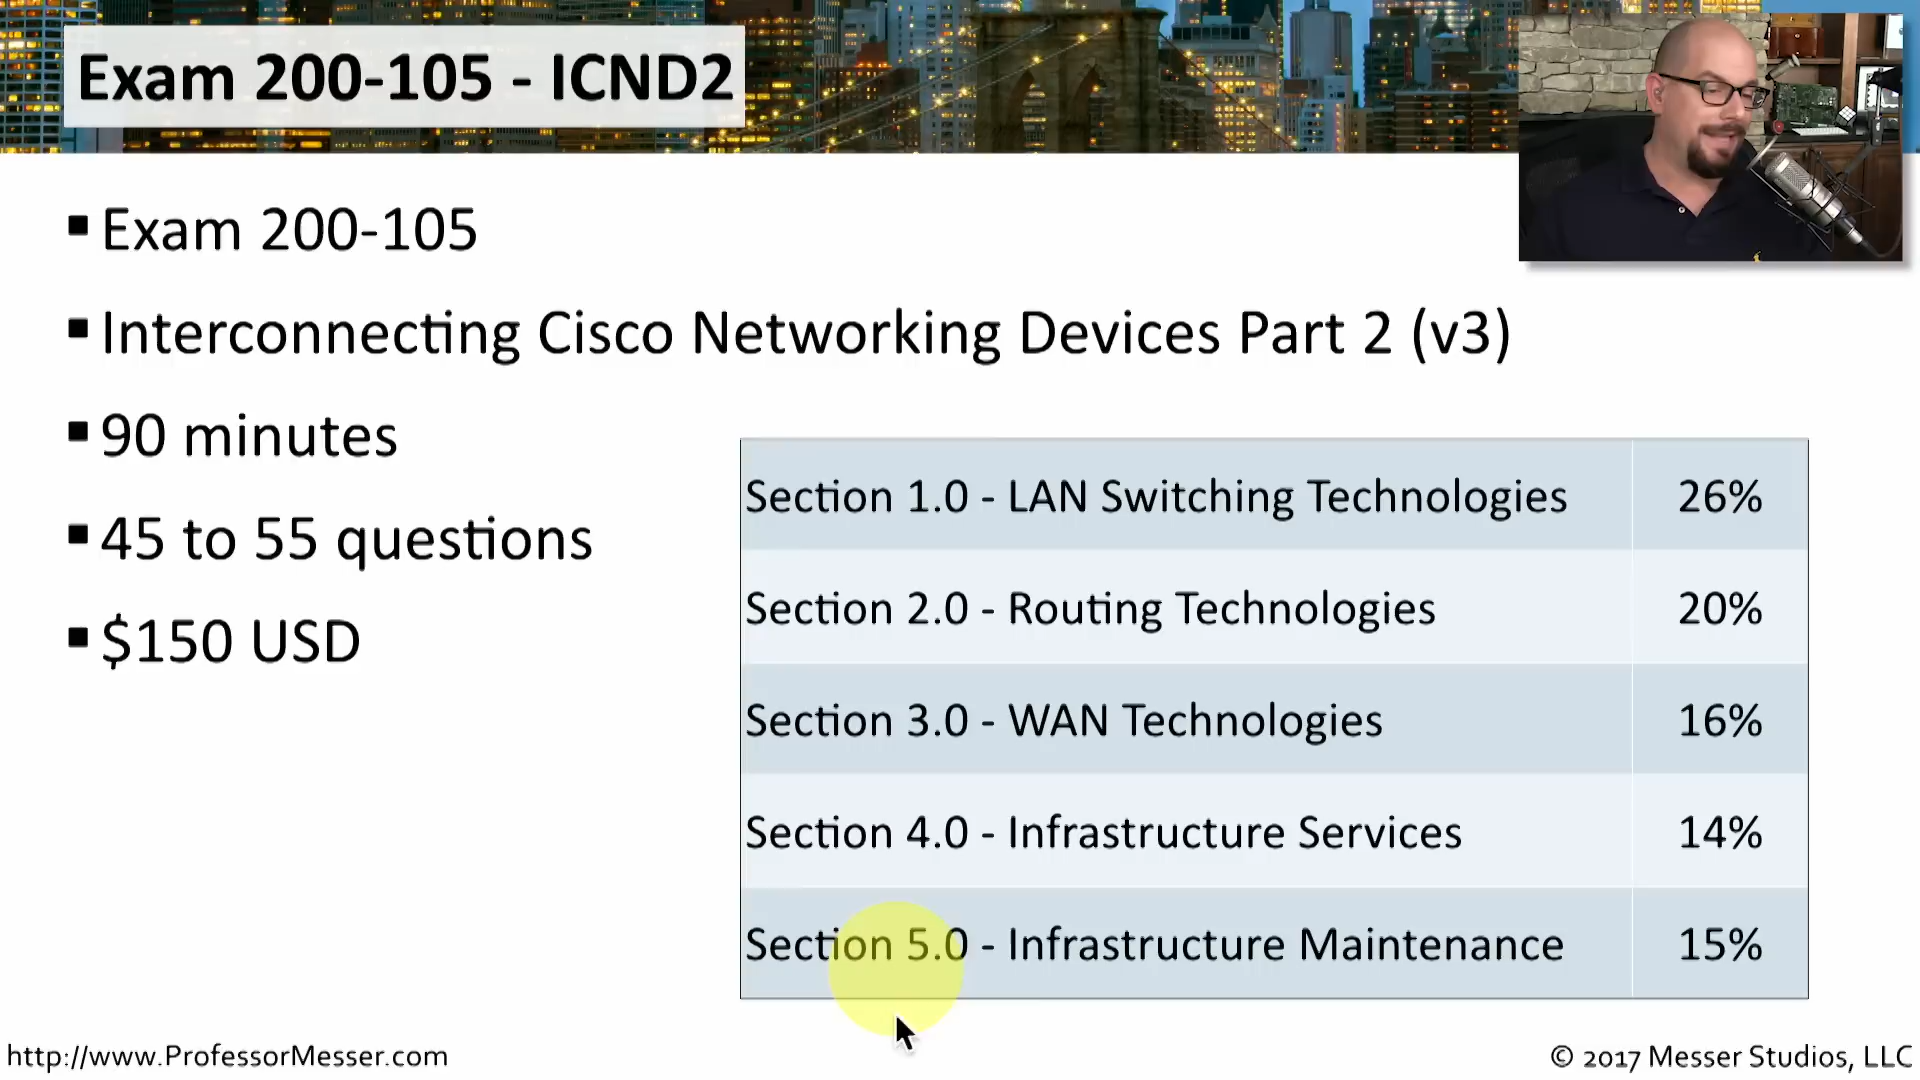 Exam 200-105 - ICND2
Exam 200-105
Interconnecting Cisco Networking Devices Part 2 (v3)
90 minutes
45 to 55 questions
$150 USD
Section 1.0 - LAN Switching Technologies 26%
Section 2.0 - Routing Technologies 20%
Section 3.0 - WAN Technologies 16%
Section 4.0 - Infrastructure Services 14%
Section 5.0 - Infrastructure Maintenance 15%
http://www.ProfessorMesser.com
© 2017 Messer Studios, LLC